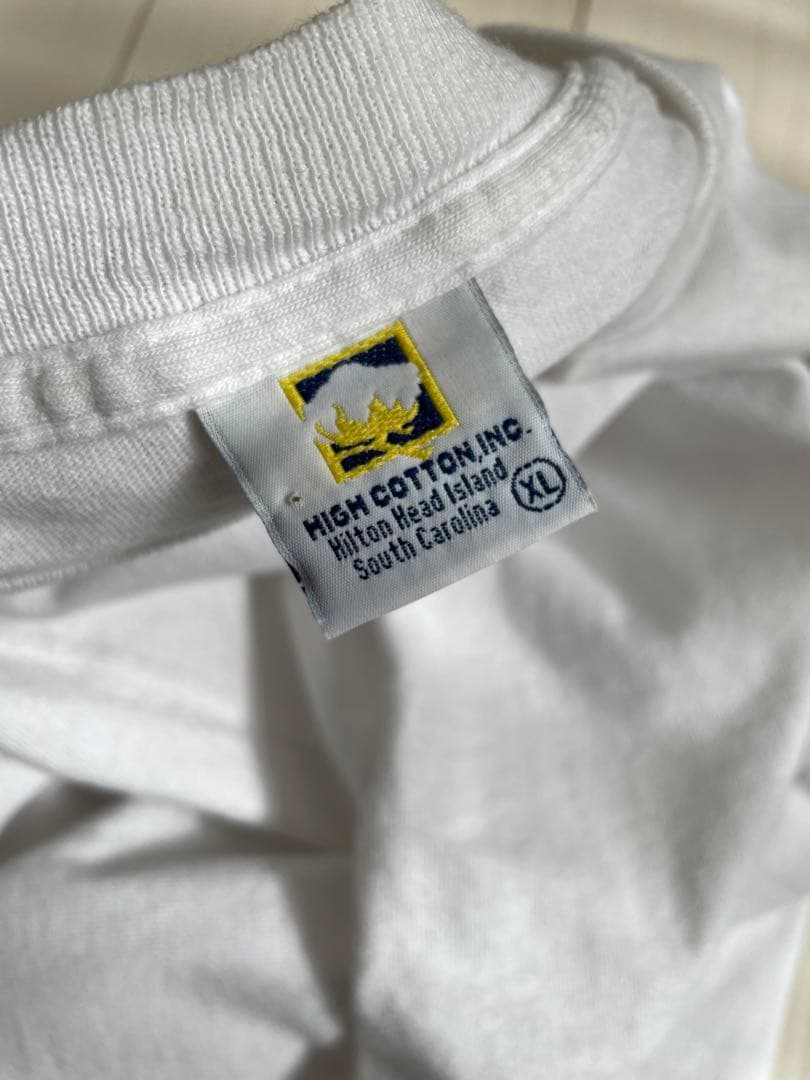 HIGH COTTON, INC.
Hilton Head Island
South Carolina
XL